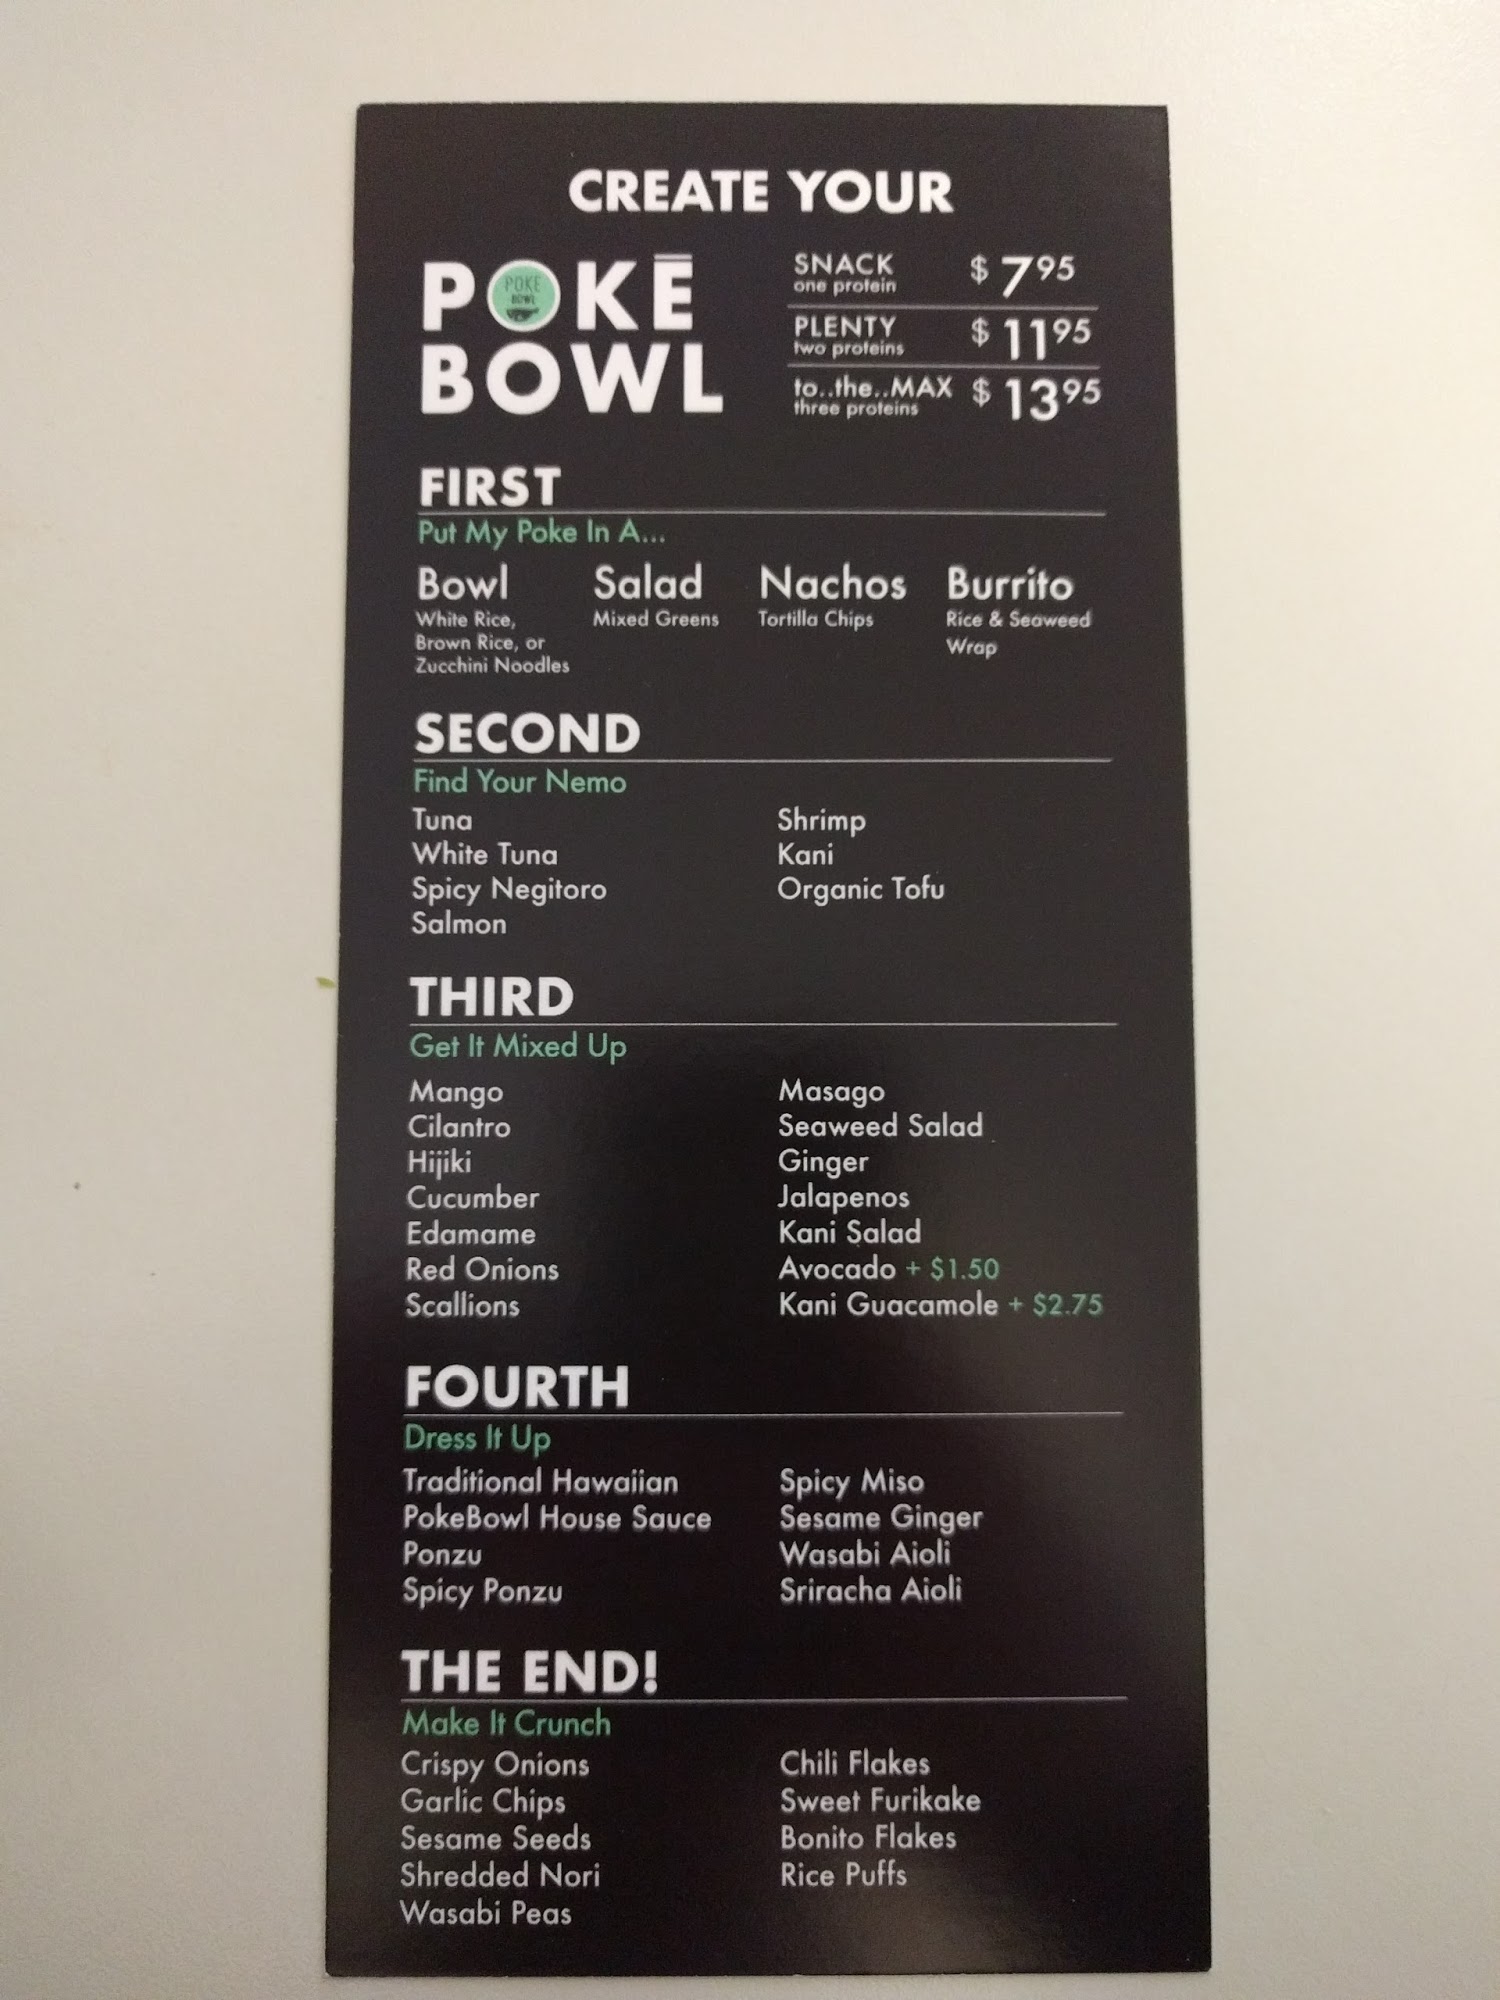 CREATE YOUR
POKĒ
POKE
BOWL
BOWL
SNACK $ 7⁹⁵
one protein
PLENTY $ 11⁹⁵
two proteins
to..the..MAX $ 13⁹⁵
three proteins
FIRST
Put My Poke In A...
Bowl
White Rice,
Brown Rice, or
Zucchini Noodles
Salad
Mixed Greens
Nachos
Tortilla Chips
Burrito
Rice & Seaweed
Wrap
SECOND
Find Your Nemo
Tuna
White Tuna
Spicy Negitoro
Salmon
Shrimp
Kani
Organic Tofu
THIRD
Get It Mixed Up
Mango
Cilantro
Hijiki
Cucumber
Edamame
Red Onions
Scallions
Masago
Seaweed Salad
Ginger
Jalapenos
Kani Salad
Avocado + $1.50
Kani Guacamole + $2.75
FOURTH
Dress It Up
Traditional Hawaiian
PokeBowl House Sauce
Ponzu
Spicy Ponzu
Spicy Miso
Sesame Ginger
Wasabi Aioli
Sriracha Aioli
THE END!
Make It Crunch
Crispy Onions
Garlic Chips
Sesame Seeds
Shredded Nori
Wasabi Peas
Chili Flakes
Sweet Furikake
Bonito Flakes
Rice Puffs